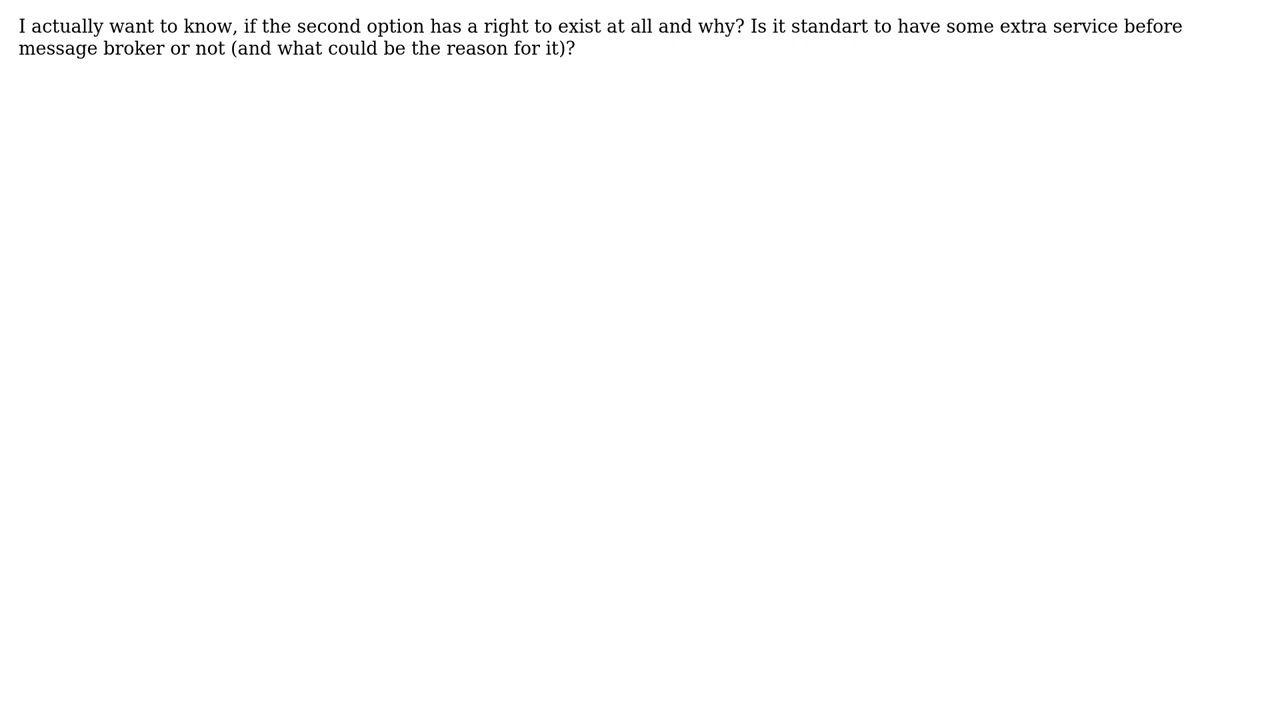 I actually want to know, if the second option has a right to exist at all and why? Is it standart to have some extra service before
message broker or not (and what could be the reason for it)?